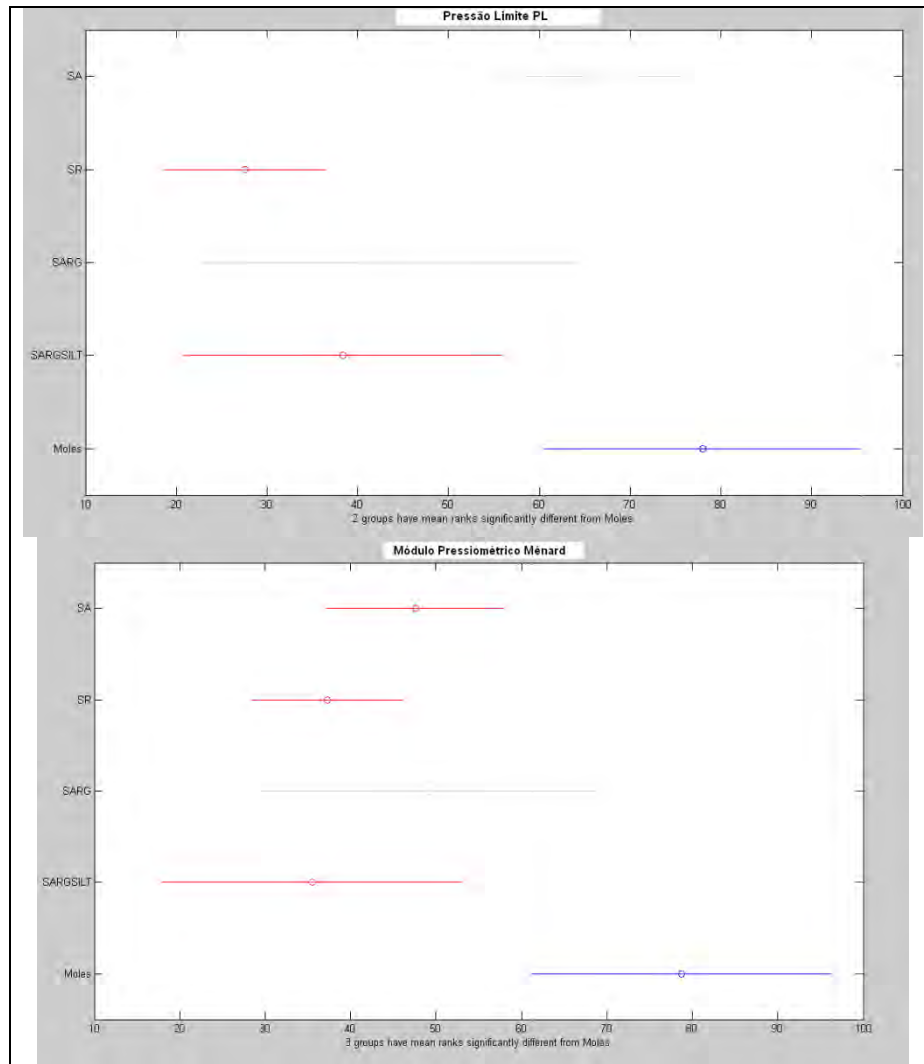 Pressão Limite PL
SA
SR
SARG
SARGSILT
Moles
10 20 30 40 50 60 70 80 90 100
2 groups have mean ranks significantly different from Moles
Módulo Pressiométrico Ménard
SA
SR
SARG
SARGSILT
Moles
10 20 30 40 50 60 70 80 90 100
3 groups have mean ranks significantly different from Moles